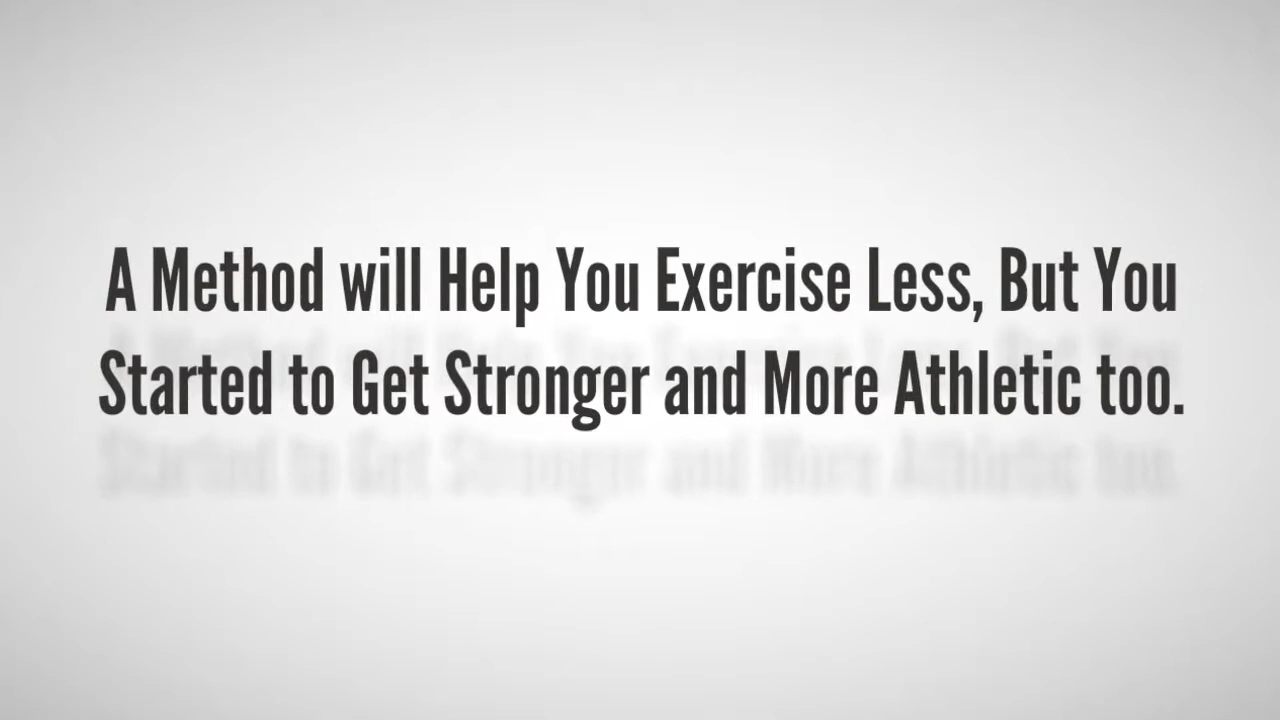 A Method will Help You Exercise Less, But You
Started to Get Stronger and More Athletic too.